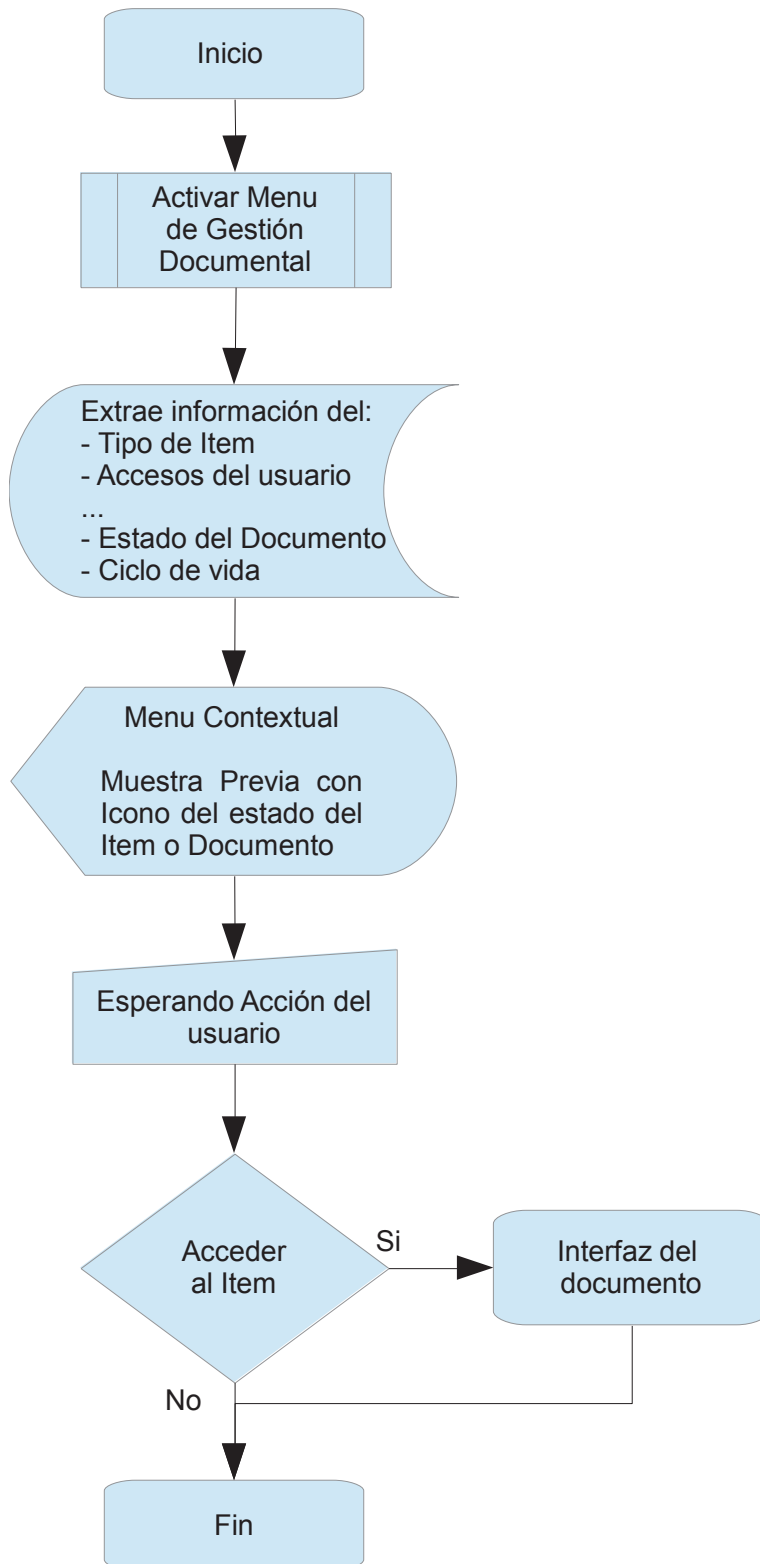 Inicio
Activar Menu
de Gestión
Documental
Extrae información del:
- Tipo de Item
- Accesos del usuario
...
- Estado del Documento
- Ciclo de vida
Menu Contextual
Muestra Previa con
Icono del estado del
Item o Documento
Esperando Acción del
usuario
Acceder
al Item
Si
Interfaz del
documento
No
Fin